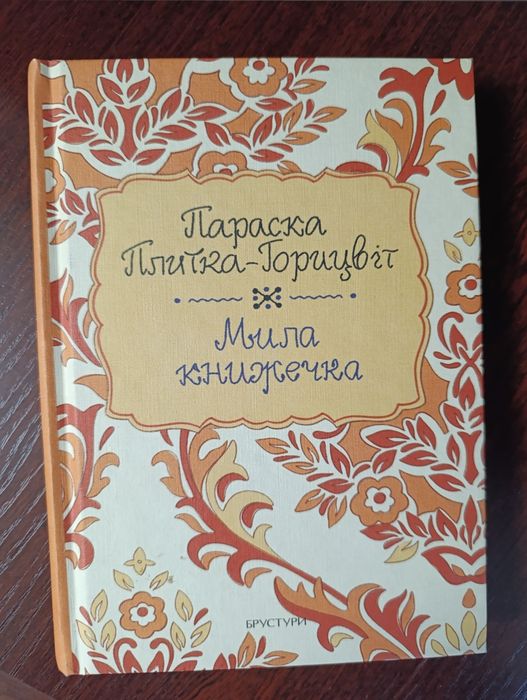 Параска
Плитка-Горицвіт
Мила
книжечка
БРУСТУРИ